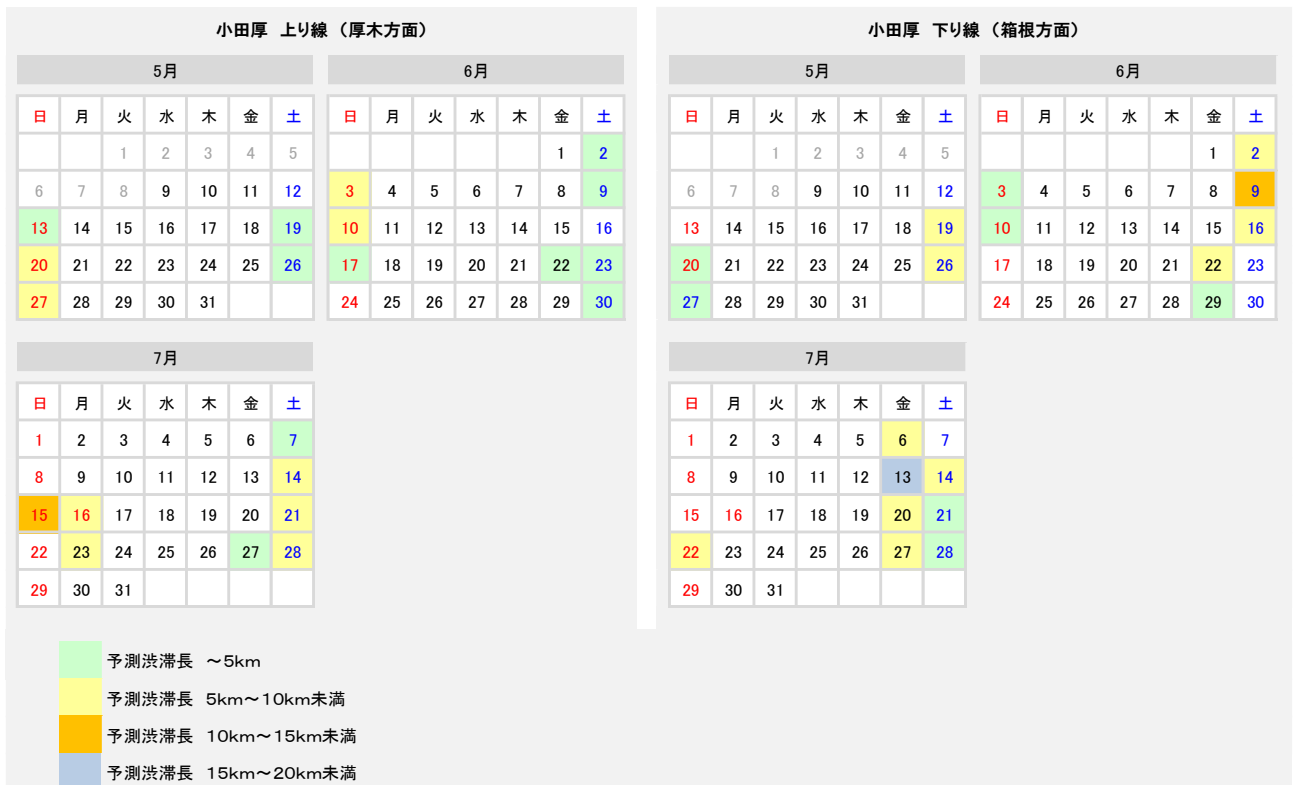 小田厚 上り線 （厚木方面）
5月
日 月 火 水 木 金 土
1 2 3 4 5
6 7 8 9 10 11 12
13 14 15 16 17 18 19
20 21 22 23 24 25 26
27 28 29 30 31
6月
日 月 火 水 木 金 土
1 2
3 4 5 6 7 8 9
10 11 12 13 14 15 16
17 18 19 20 21 22 23
24 25 26 27 28 29 30
7月
日 月 火 水 木 金 土
1 2 3 4 5 6 7
8 9 10 11 12 13 14
15 16 17 18 19 20 21
22 23 24 25 26 27 28
29 30 31
小田厚 下り線 （箱根方面）
5月
日 月 火 水 木 金 土
1 2 3 4 5
6 7 8 9 10 11 12
13 14 15 16 17 18 19
20 21 22 23 24 25 26
27 28 29 30 31
6月
日 月 火 水 木 金 土
1 2
3 4 5 6 7 8 9
10 11 12 13 14 15 16
17 18 19 20 21 22 23
24 25 26 27 28 29 30
7月
日 月 火 水 木 金 土
1 2 3 4 5 6 7
8 9 10 11 12 13 14
15 16 17 18 19 20 21
22 23 24 25 26 27 28
29 30 31
予測渋滞長 ～5km
予測渋滞長 5km～10km未満
予測渋滞長 10km～15km未満
予測渋滞長 15km～20km未満